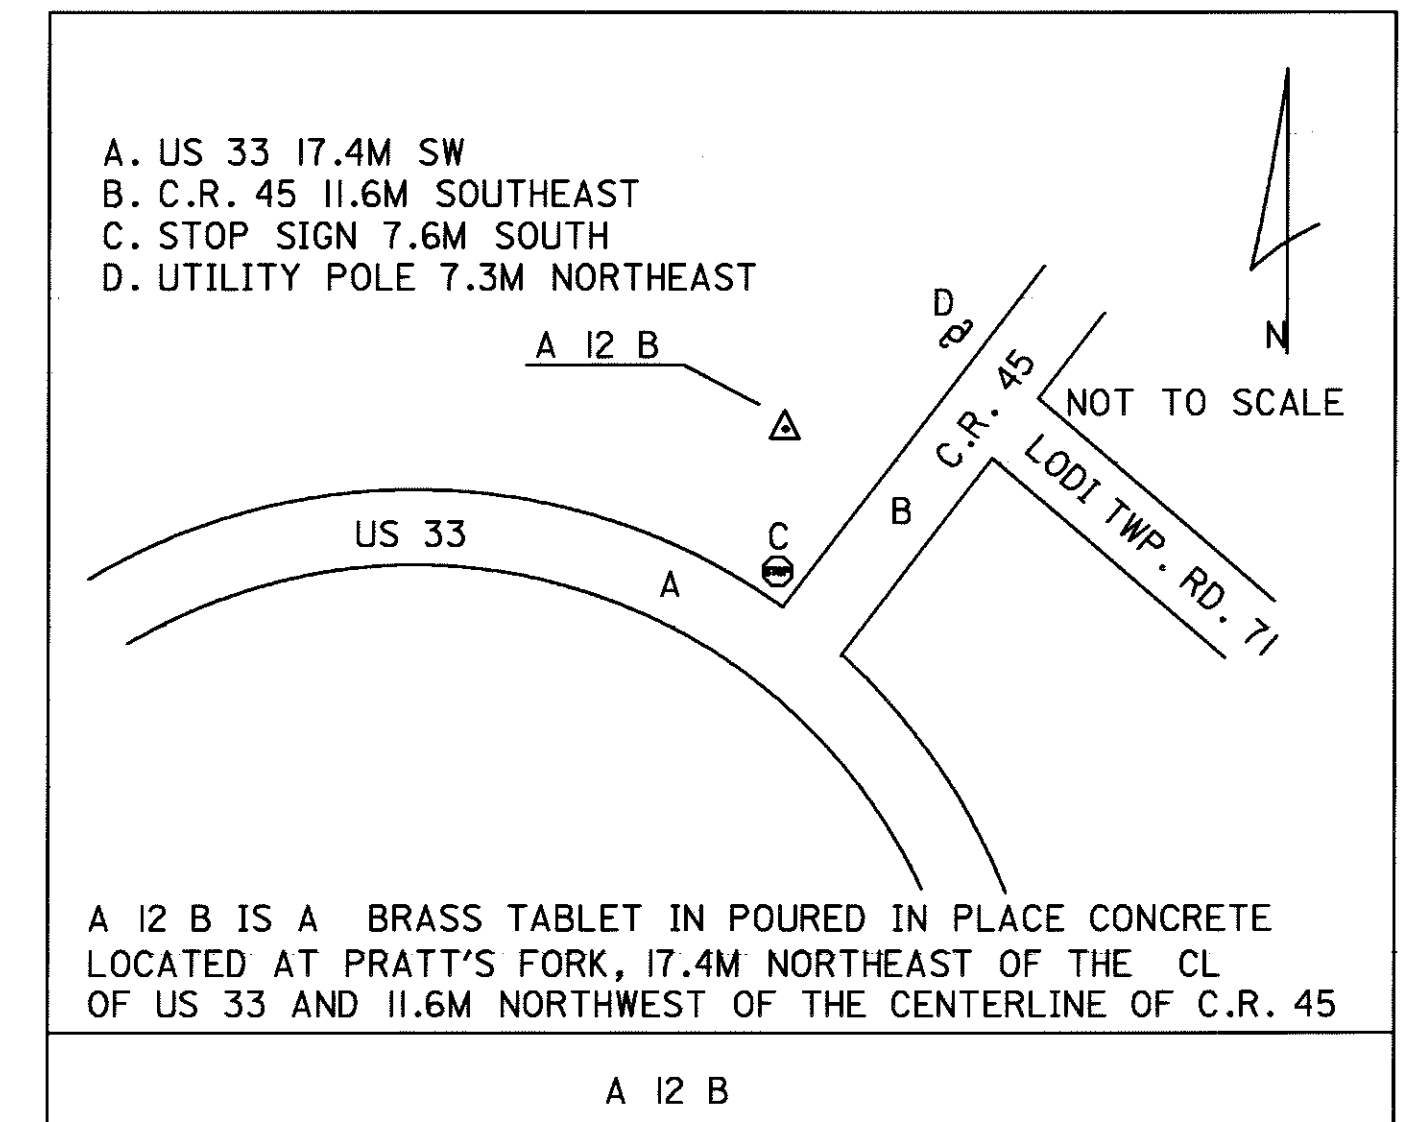 A. US 33 17.4M SW
B. C.R. 45 11.6M SOUTHEAST
C. STOP SIGN 7.6M SOUTH
D. UTILITY POLE 7.3M NORTHEAST
D
A 12 B
N
C.R. 45
NOT TO SCALE
LODI TWP. RD. 71
B
US 33
C
STOP
A
A 12 B IS A BRASS TABLET IN POURED IN PLACE CONCRETE
LOCATED AT PRATT'S FORK, 17.4M NORTHEAST OF THE CL
OF US 33 AND 11.6M NORTHWEST OF THE CENTERLINE OF C.R. 45
A 12 B